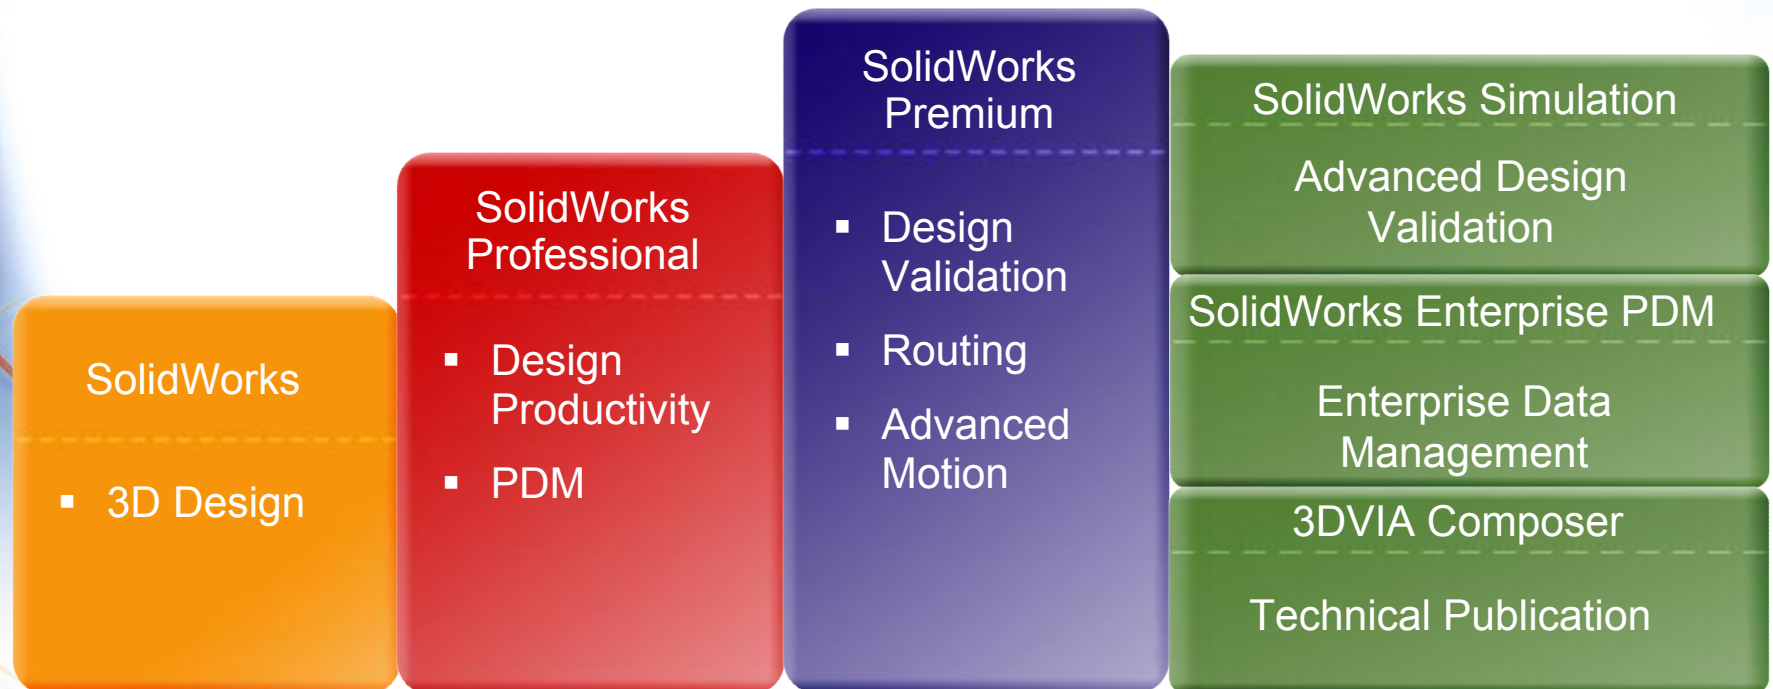 SolidWorks
▪ 3D Design
SolidWorks
Professional
▪ Design
Productivity
▪ PDM
SolidWorks
Premium
▪ Design
Validation
▪ Routing
▪ Advanced
Motion
SolidWorks Simulation
Advanced Design
Validation
SolidWorks Enterprise PDM
Enterprise Data
Management
3DVIA Composer
Technical Publication